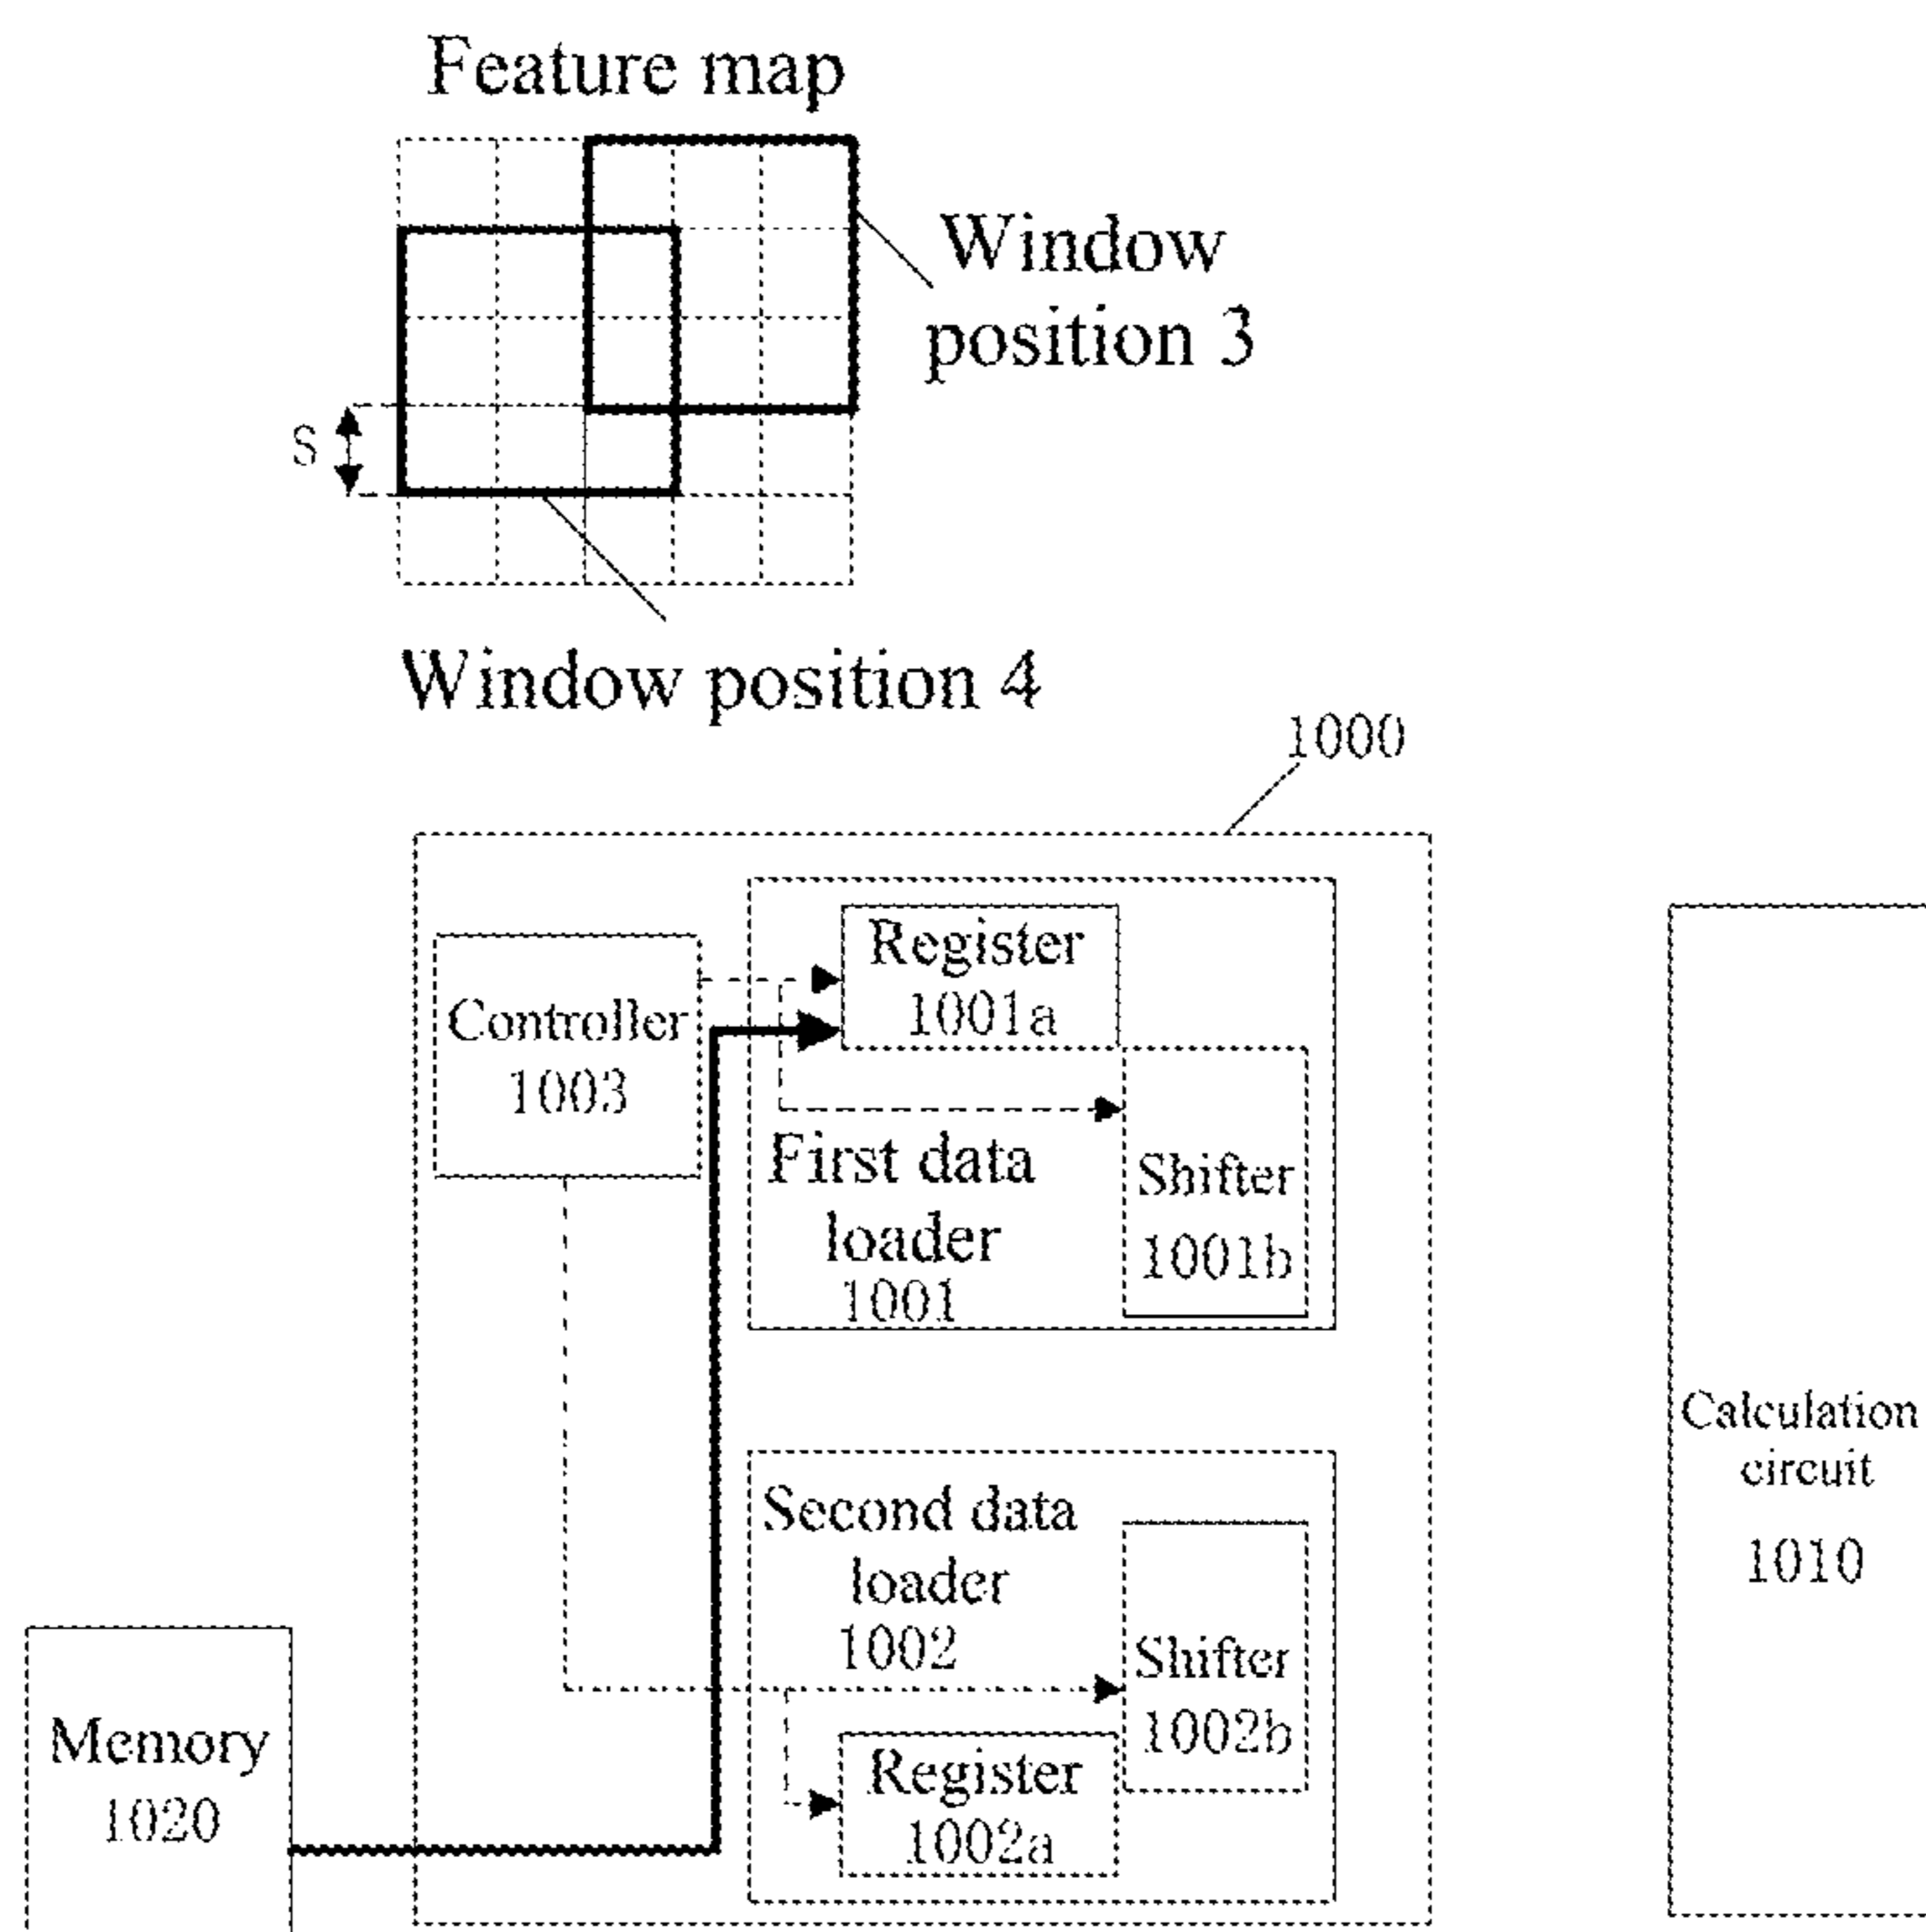 Feature map
Window
position 3
S
Window position 4
1000
Register
1001a
Controller
1003
First data
loader
1001
Shifter
1001b
Calculation
circuit
1010
Second data
loader
1002
Shifter
1002b
Memory
1020
Register
1002a